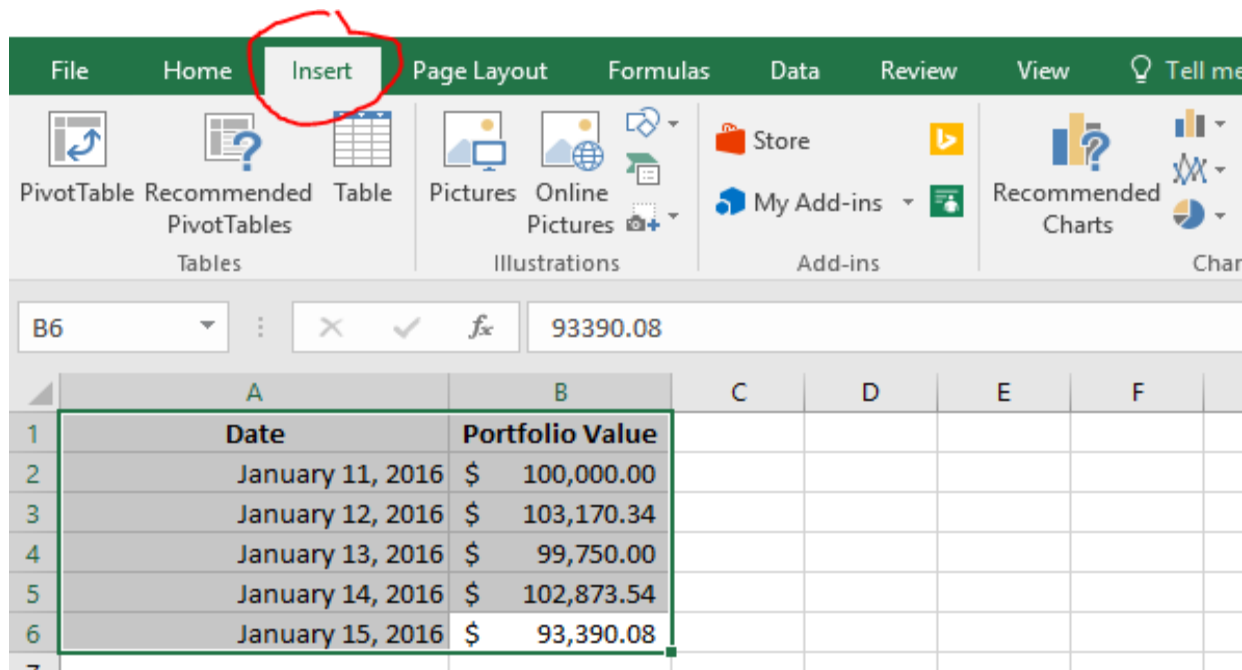 File Home Insert Page Layout Formulas Data Review View Tell me
Store
My Add-ins
PivotTable Recommended PivotTables Table Pictures Online Pictures Recommended Charts
Tables Illustrations Add-ins Char
B6 fx 93390.08
A B C D E F
1 Date Portfolio Value
2 January 11, 2016 $ 100,000.00
3 January 12, 2016 $ 103,170.34
4 January 13, 2016 $ 99,750.00
5 January 14, 2016 $ 102,873.54
6 January 15, 2016 $ 93,390.08